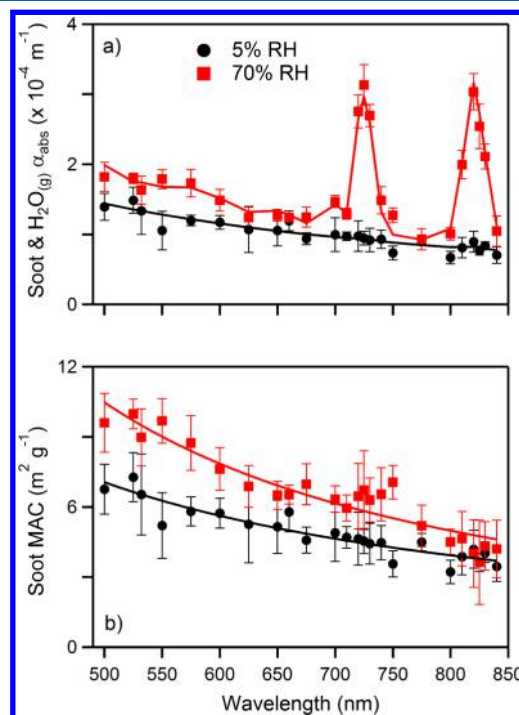 a)
5% RH
70% RH
Soot & H2O(g) αabs (x 10⁻⁴ m⁻¹)
4
2
0
12
6
0
Soot MAC (m² g⁻¹)
b)
500 550 600 650 700 750 800 850
Wavelength (nm)